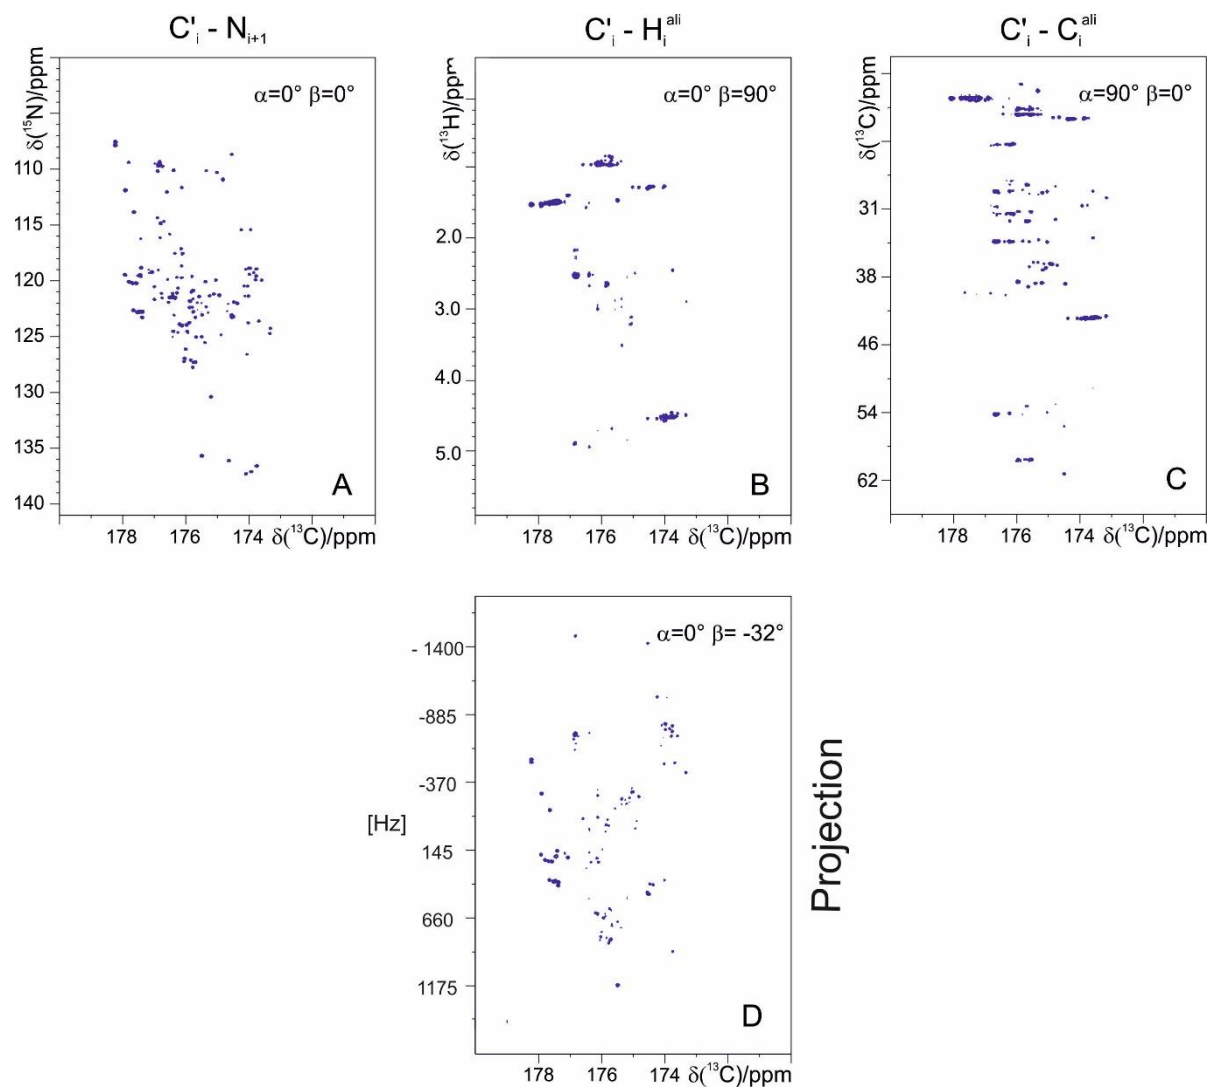 C'i - Ni+1
C'i - Hiali
C'i - Ciali
δ(15N)/ppm
α=0° β=0°
110
115
120
125
130
135
140
A
178 176 174 δ(13C)/ppm
δ(13H)/ppm
α=0° β=90°
2.0
3.0
4.0
5.0
B
178 176 174 δ(13C)/ppm
δ(13C)/ppm
α=90° β=0°
31
38
46
54
62
C
178 176 174 δ(13C)/ppm
α=0° β= -32°
- 1400
-885
-370
[Hz]
145
660
1175
D
178 176 174 δ(13C)/ppm
Projection